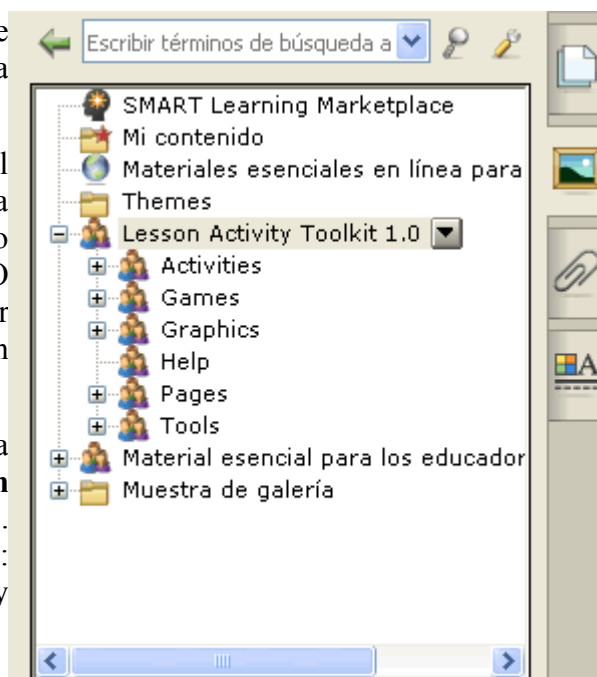 Escribir términos de búsqueda a
SMART Learning Marketplace
Mi contenido
Materiales esenciales en línea para
Themes
Lesson Activity Toolkit 1.0
Activities
Games
Graphics
Help
Pages
Tools
Material esencial para los educador
Muestra de galería